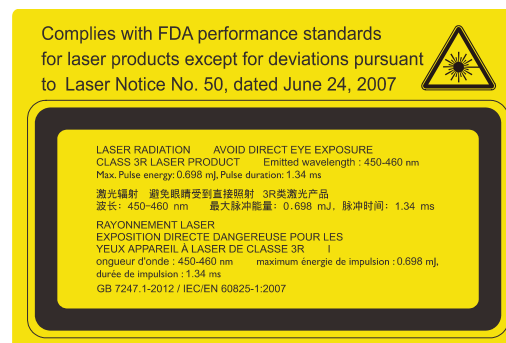 Complies with FDA performance standards
for laser products except for deviations pursuant
to Laser Notice No. 50, dated June 24, 2007
LASER RADIATION AVOID DIRECT EYE EXPOSURE
CLASS 3R LASER PRODUCT Emitted wavelength : 450-460 nm
Max. Pulse energy: 0.698 mJ, Pulse duration: 1.34 ms
激光辐射 避免眼睛受到直接照射 3R类激光产品
波长: 450-460 nm 最大脉冲能量: 0.698 mJ, 脉冲时间: 1.34 ms
RAYONNEMENT LASER
EXPOSITION DIRECTE DANGEREUSE POUR LES
YEUX APPAREIL À LASER DE CLASSE 3R l
ongueur d'onde : 450-460 nm maximum énergie de impulsion : 0.698 mJ,
durée de impulsion : 1.34 ms
GB 7247.1-2012 / IEC/EN 60825-1:2007